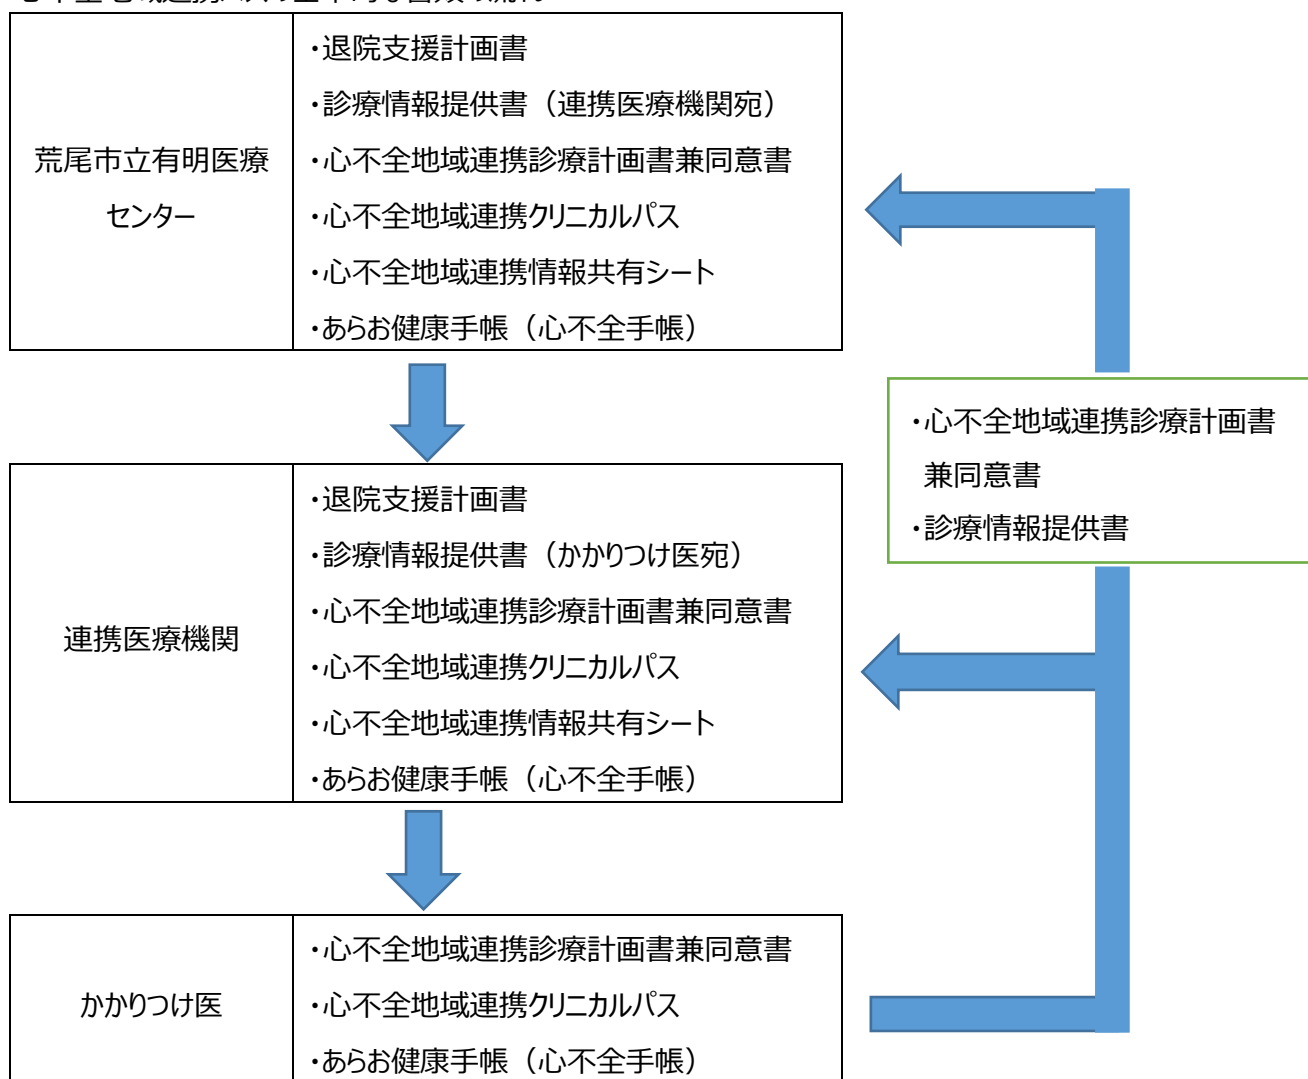 荒尾市立有明医療
センター
・退院支援計画書
・診療情報提供書（連携医療機関宛）
・心不全地域連携診療計画書兼同意書
・心不全地域連携クリニカルパス
・心不全地域連携情報共有シート
・あらお健康手帳（心不全手帳）
・心不全地域連携診療計画書
兼同意書
・診療情報提供書
連携医療機関
・退院支援計画書
・診療情報提供書（かかりつけ医宛）
・心不全地域連携診療計画書兼同意書
・心不全地域連携クリニカルパス
・心不全地域連携情報共有シート
・あらお健康手帳（心不全手帳）
かかりつけ医
・心不全地域連携診療計画書兼同意書
・心不全地域連携クリニカルパス
・あらお健康手帳（心不全手帳）